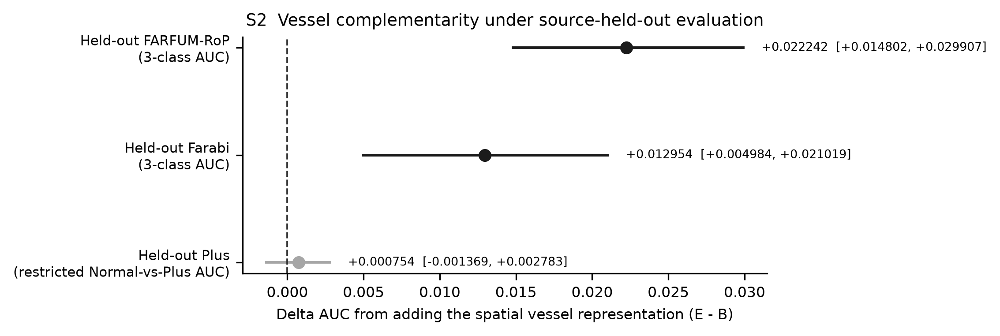 S2  Vessel complementarity under source-held-out evaluation
Held-out FARFUM-RoP
(3-class AUC)
+0.022242  [+0.014802, +0.029907]
Held-out Farabi
(3-class AUC)
+0.012954  [+0.004984, +0.021019]
Held-out Plus
(restricted Normal-vs-Plus AUC)
+0.000754  [-0.001369, +0.002783]
0.000 0.005 0.010 0.015 0.020 0.025 0.030
Delta AUC from adding the spatial vessel representation (E - B)